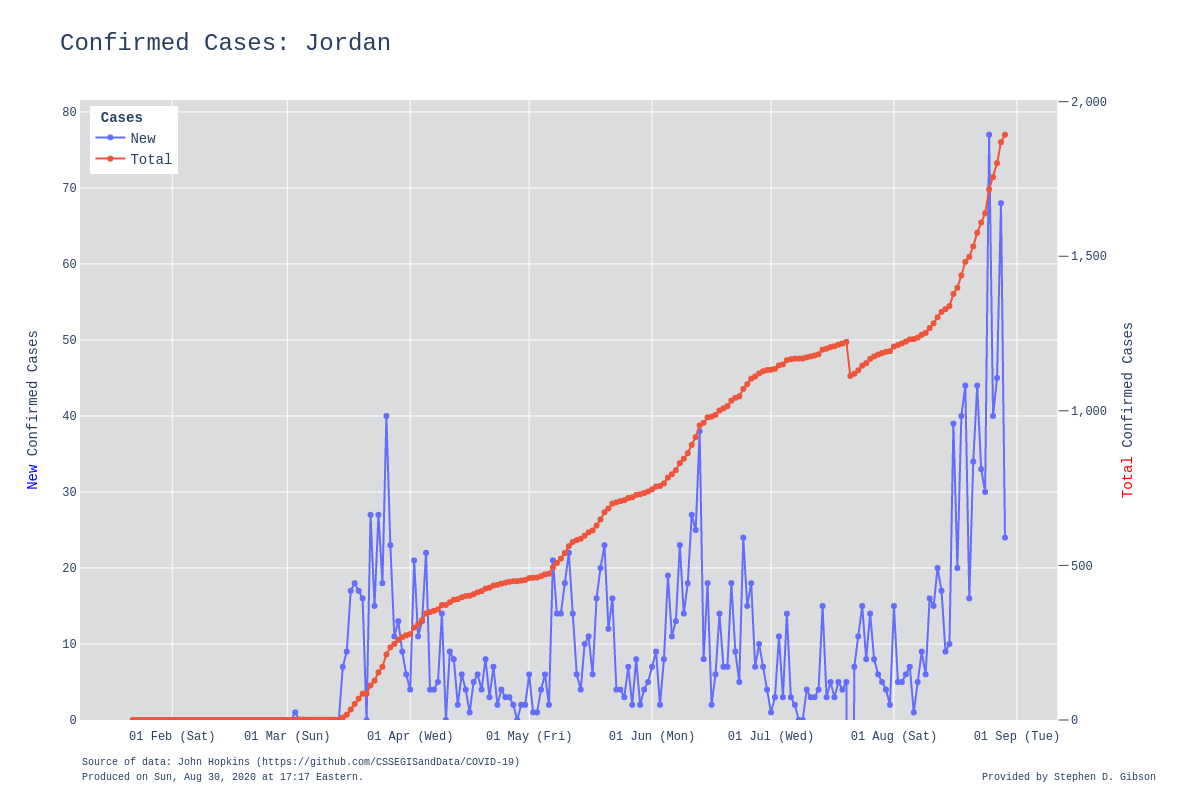 Confirmed Cases: Jordan
Cases
New
Total
80
70
60
50
40
30
20
10
0
2,000
1,500
1,000
500
0
New Confirmed Cases
Total Confirmed Cases
01 Feb (Sat)
01 Mar (Sun)
01 Apr (Wed)
01 May (Fri)
01 Jun (Mon)
01 Jul (Wed)
01 Aug (Sat)
01 Sep (Tue)
Source of data: John Hopkins (https://github.com/CSSEGISandData/COVID-19)
Produced on Sun, Aug 30, 2020 at 17:17 Eastern.
Provided by Stephen D. Gibson